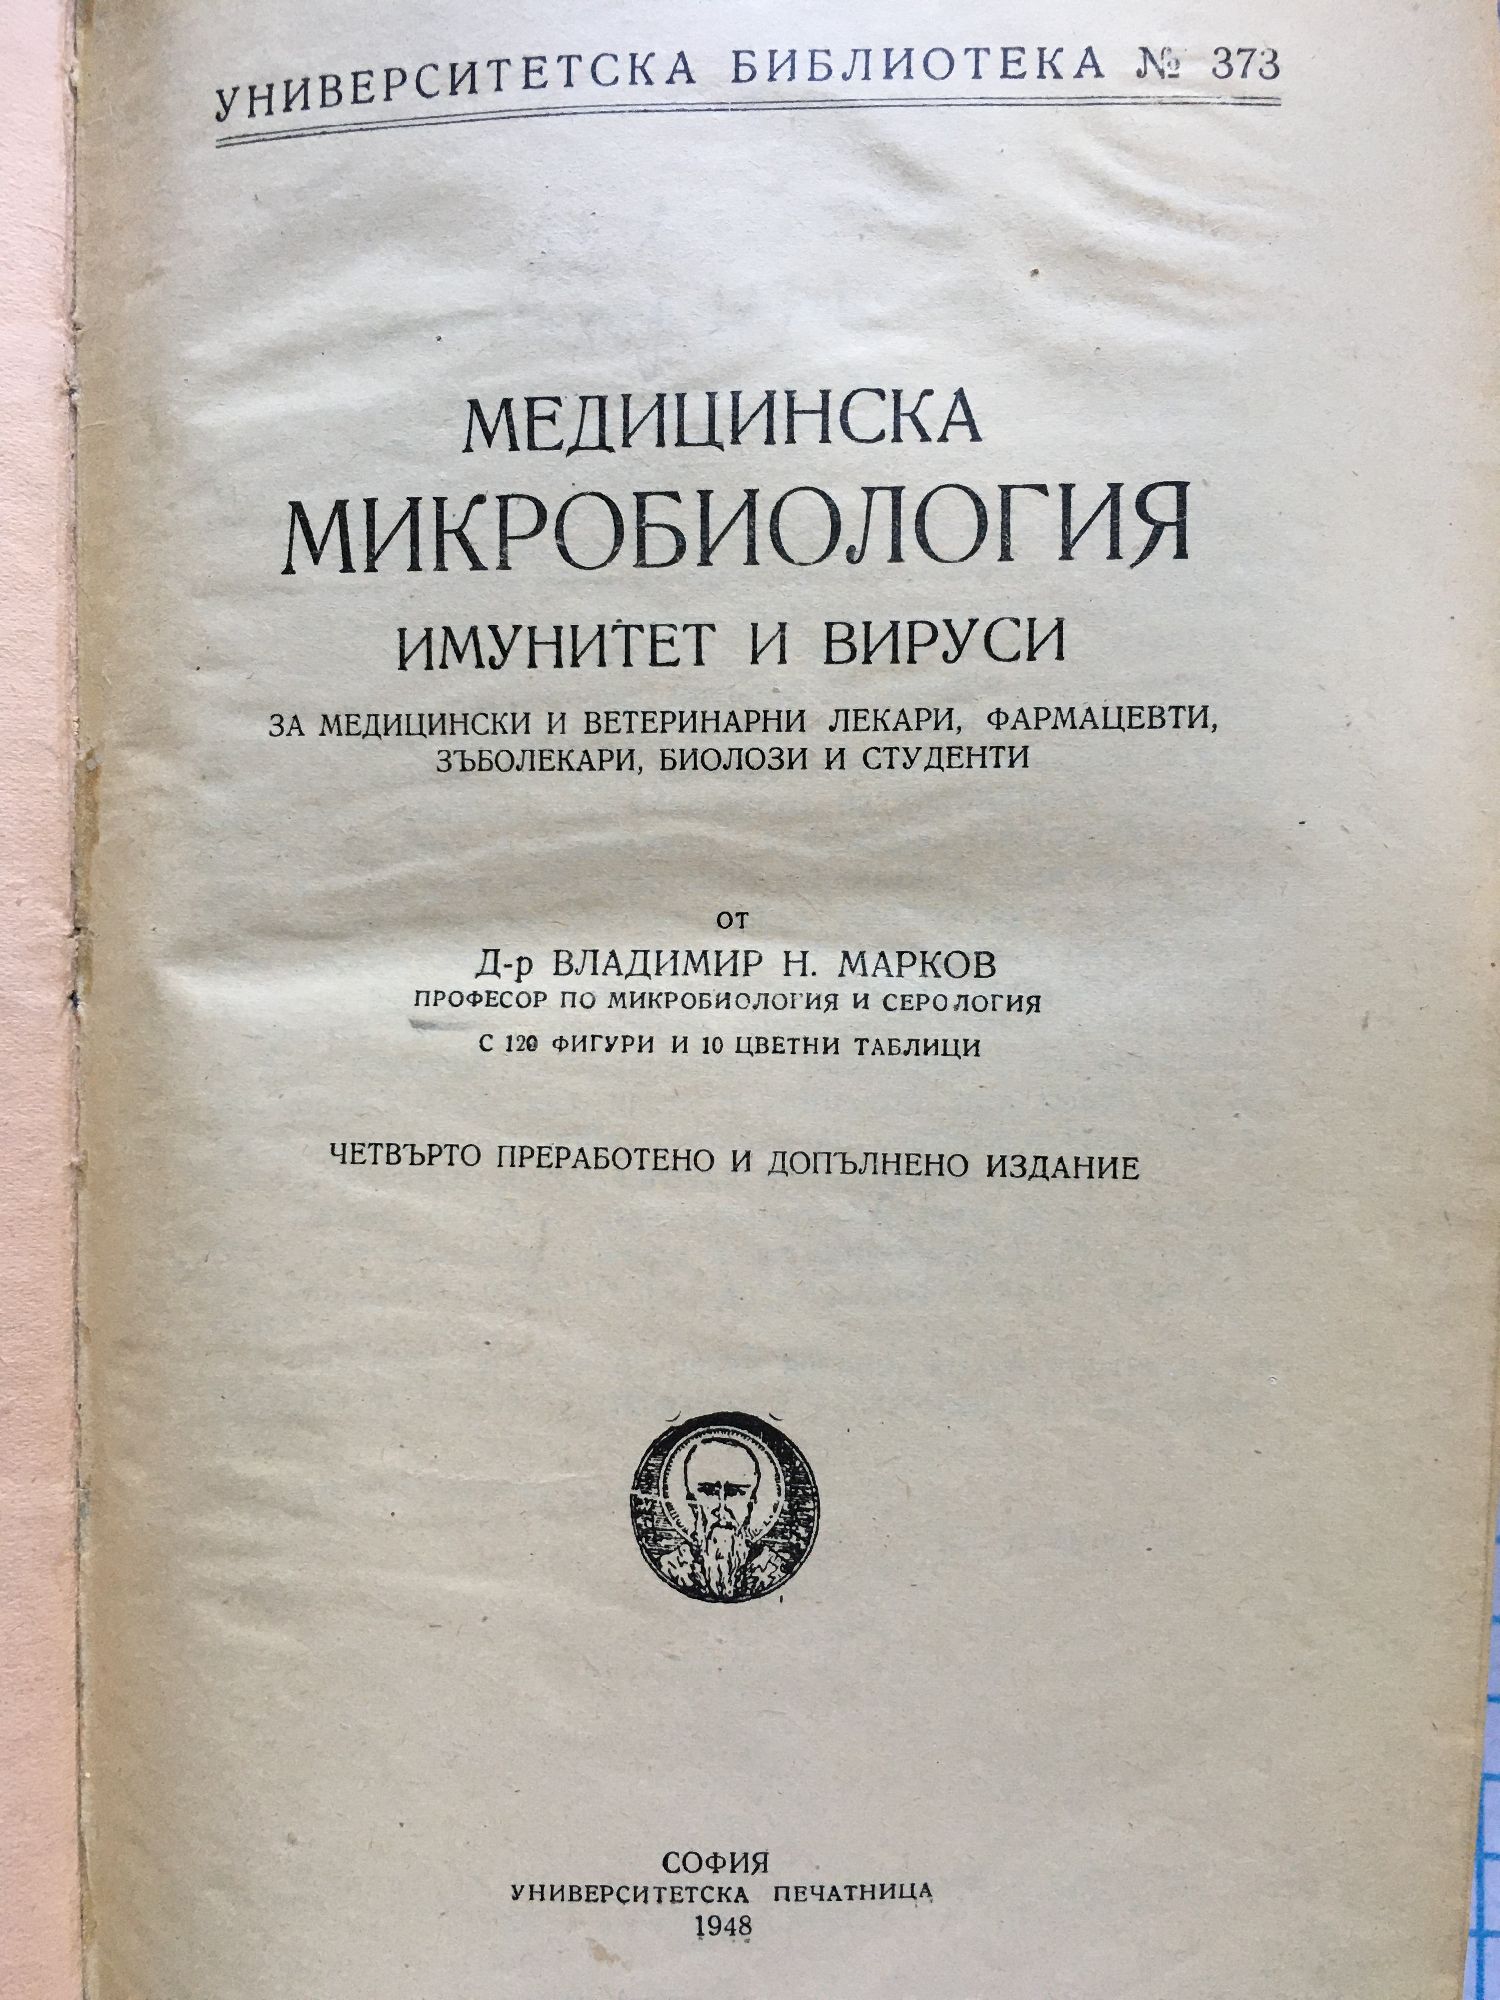 УНИВЕРСИТЕТСКА БИБЛИОТЕКА № 373
МЕДИЦИНСКА
МИКРОБИОЛОГИЯ
ИМУНИТЕТ И ВИРУСИ
ЗА МЕДИЦИНСКИ И ВЕТЕРИНАРНИ ЛЕКАРИ, ФАРМАЦЕВТИ,
ЗЪБОЛЕКАРИ, БИОЛОЗИ И СТУДЕНТИ
ОТ
Д-р ВЛАДИМИР Н. МАРКОВ
ПРОФЕСОР ПО МИКРОБИОЛОГИЯ И СЕРОЛОГИЯ
С 120 ФИГУРИ И 10 ЦВЕТНИ ТАБЛИЦИ
ЧЕТВЪРТО ПРЕРАБОТЕНО И ДОПЪЛНЕНО ИЗДАНИЕ
СОФИЯ
УНИВЕРСИТЕТСКА ПЕЧАТНИЦА
1948